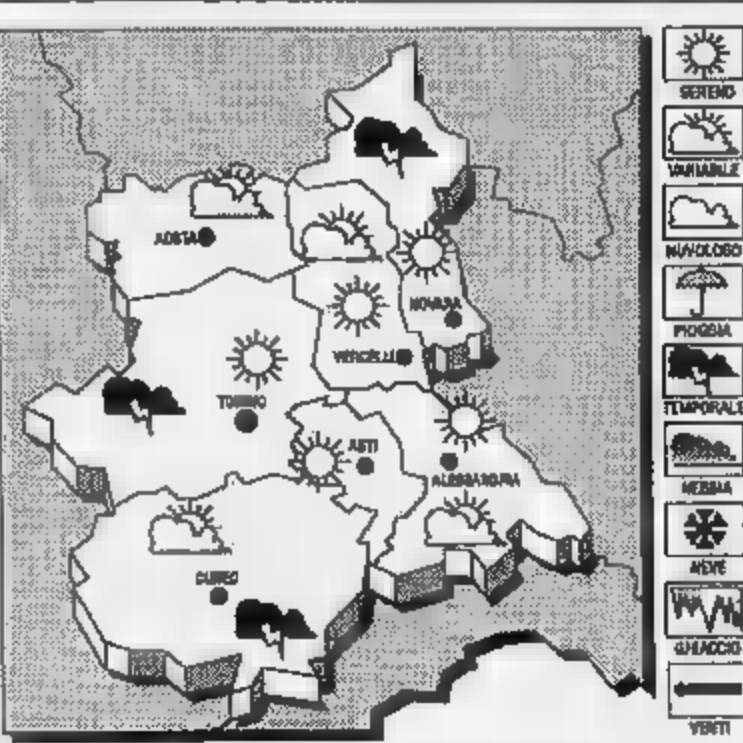 SERENO
VARIABILE
NUVOLOSO
AOSTA
PIOGGIA
NOVARA
VERCELLI
TEMPORALE
TORINO
ASTI
NEBBIA
ALESSANDRIA
NEVE
CUNEO
GHIACCIO
VENTI